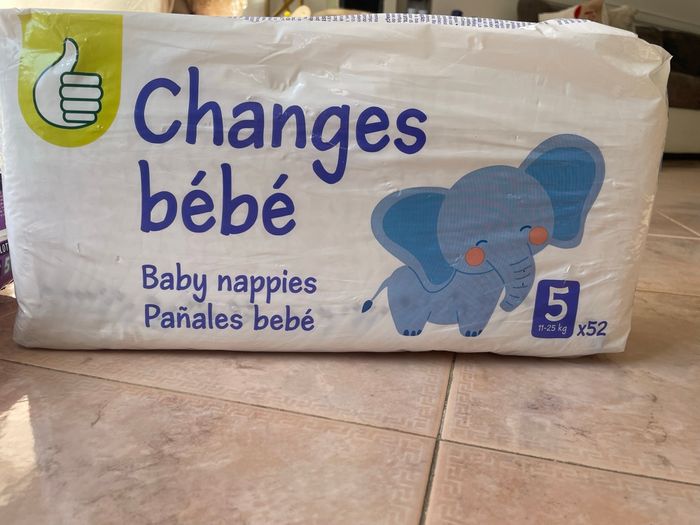 Changes
bébé
Baby nappies
Pañales bebé
5
11-25 kg
x52